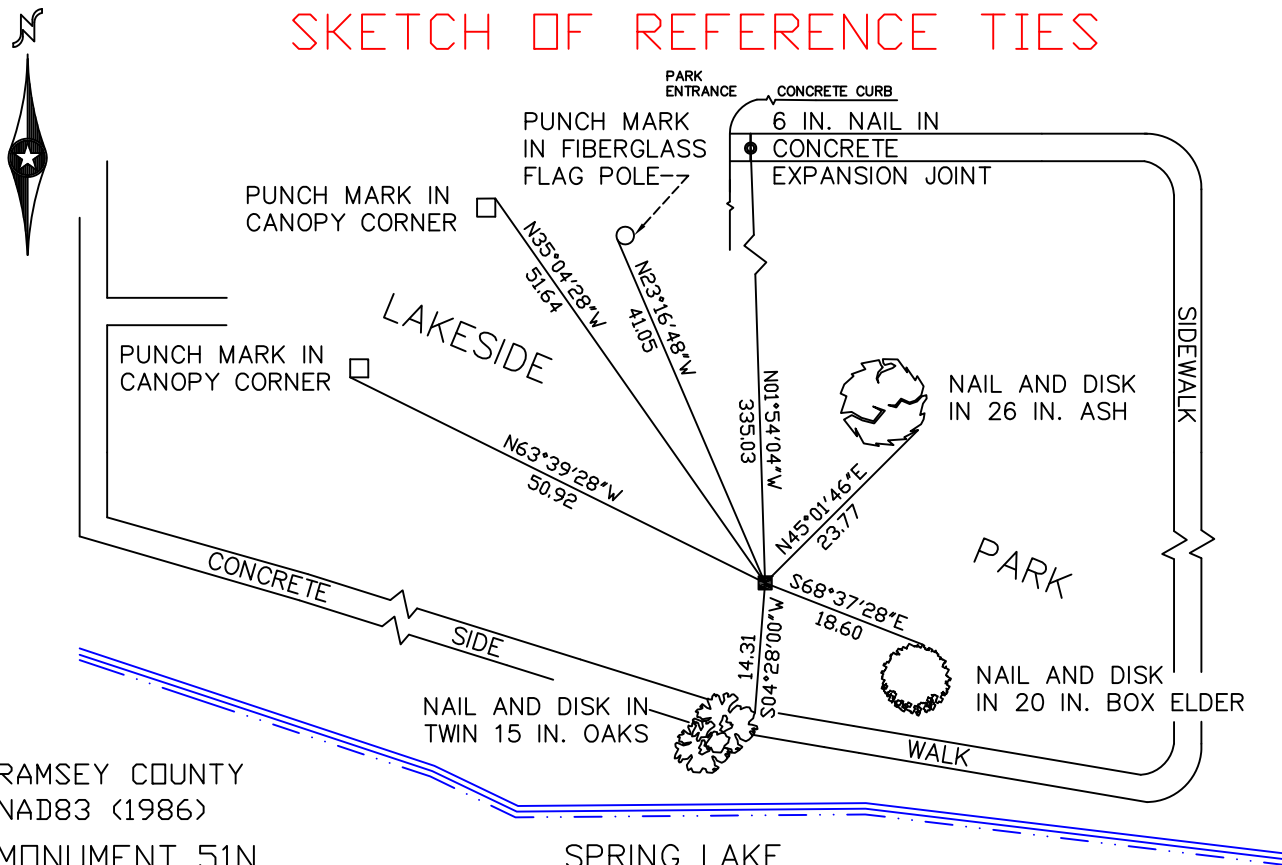 N
SKETCH OF REFERENCE TIES
PARK
ENTRANCE
CONCRETE CURB
PUNCH MARK
IN FIBERGLASS
FLAG POLE
6 IN. NAIL IN
CONCRETE
EXPANSION JOINT
PUNCH MARK IN
CANOPY CORNER
N35°04'28"W
51.64
N23°16'48"W
41.05
LAKESIDE
SIDEWALK
PUNCH MARK IN
CANOPY CORNER
N01°54'04"W
335.03
NAIL AND DISK
IN 26 IN. ASH
N63°39'28"W
50.92
N45°01'46"E
23.77
PARK
CONCRETE
SIDE
S68°37'28"E
18.60
14.31
S04°28'00"W
NAIL AND DISK
IN 20 IN. BOX ELDER
NAIL AND DISK IN
TWIN 15 IN. OAKS
WALK
RAMSEY COUNTY
NAD83 (1986)
MONUMENT 51N
SPRING LAKE